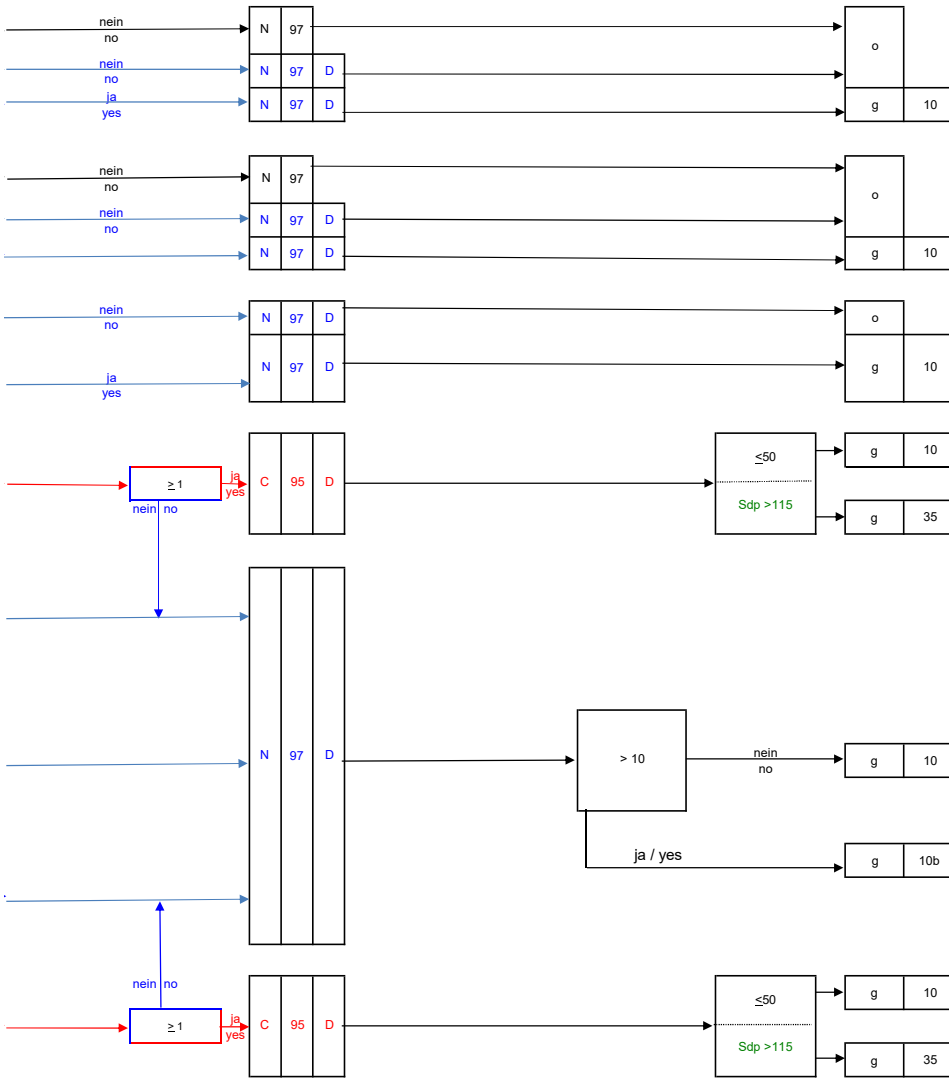 nein
no
N 97
o
nein
no
N 97 D
ja
yes
N 97 D
g 10
nein
no
N 97
o
nein
no
N 97 D
N 97 D
g 10
nein
no
N 97 D
o
ja
yes
N 97 D
g 10
≥ 1
ja
yes
nein no
C 95 D
≤50
Sdp >115
g 10
g 35
N 97 D
> 10
nein
no
g 10
ja / yes
g 10b
nein no
≥ 1
ja
yes
C 95 D
≤50
Sdp >115
g 10
g 35